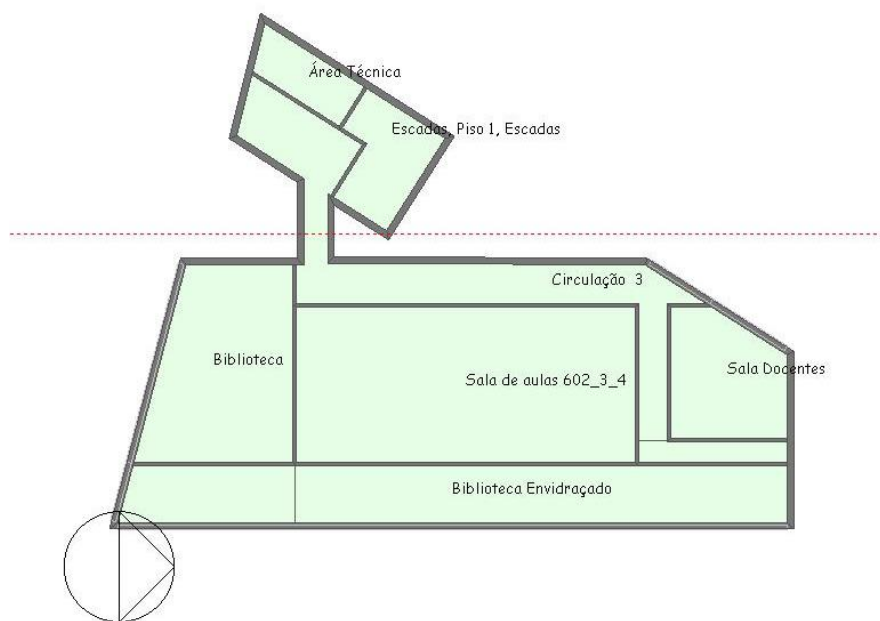 Área Técnica
Escadas, Piso 1, Escadas
Circulação 3
Biblioteca
Sala Docentes
Sala de aulas 602_3_4
Biblioteca Envidraçado